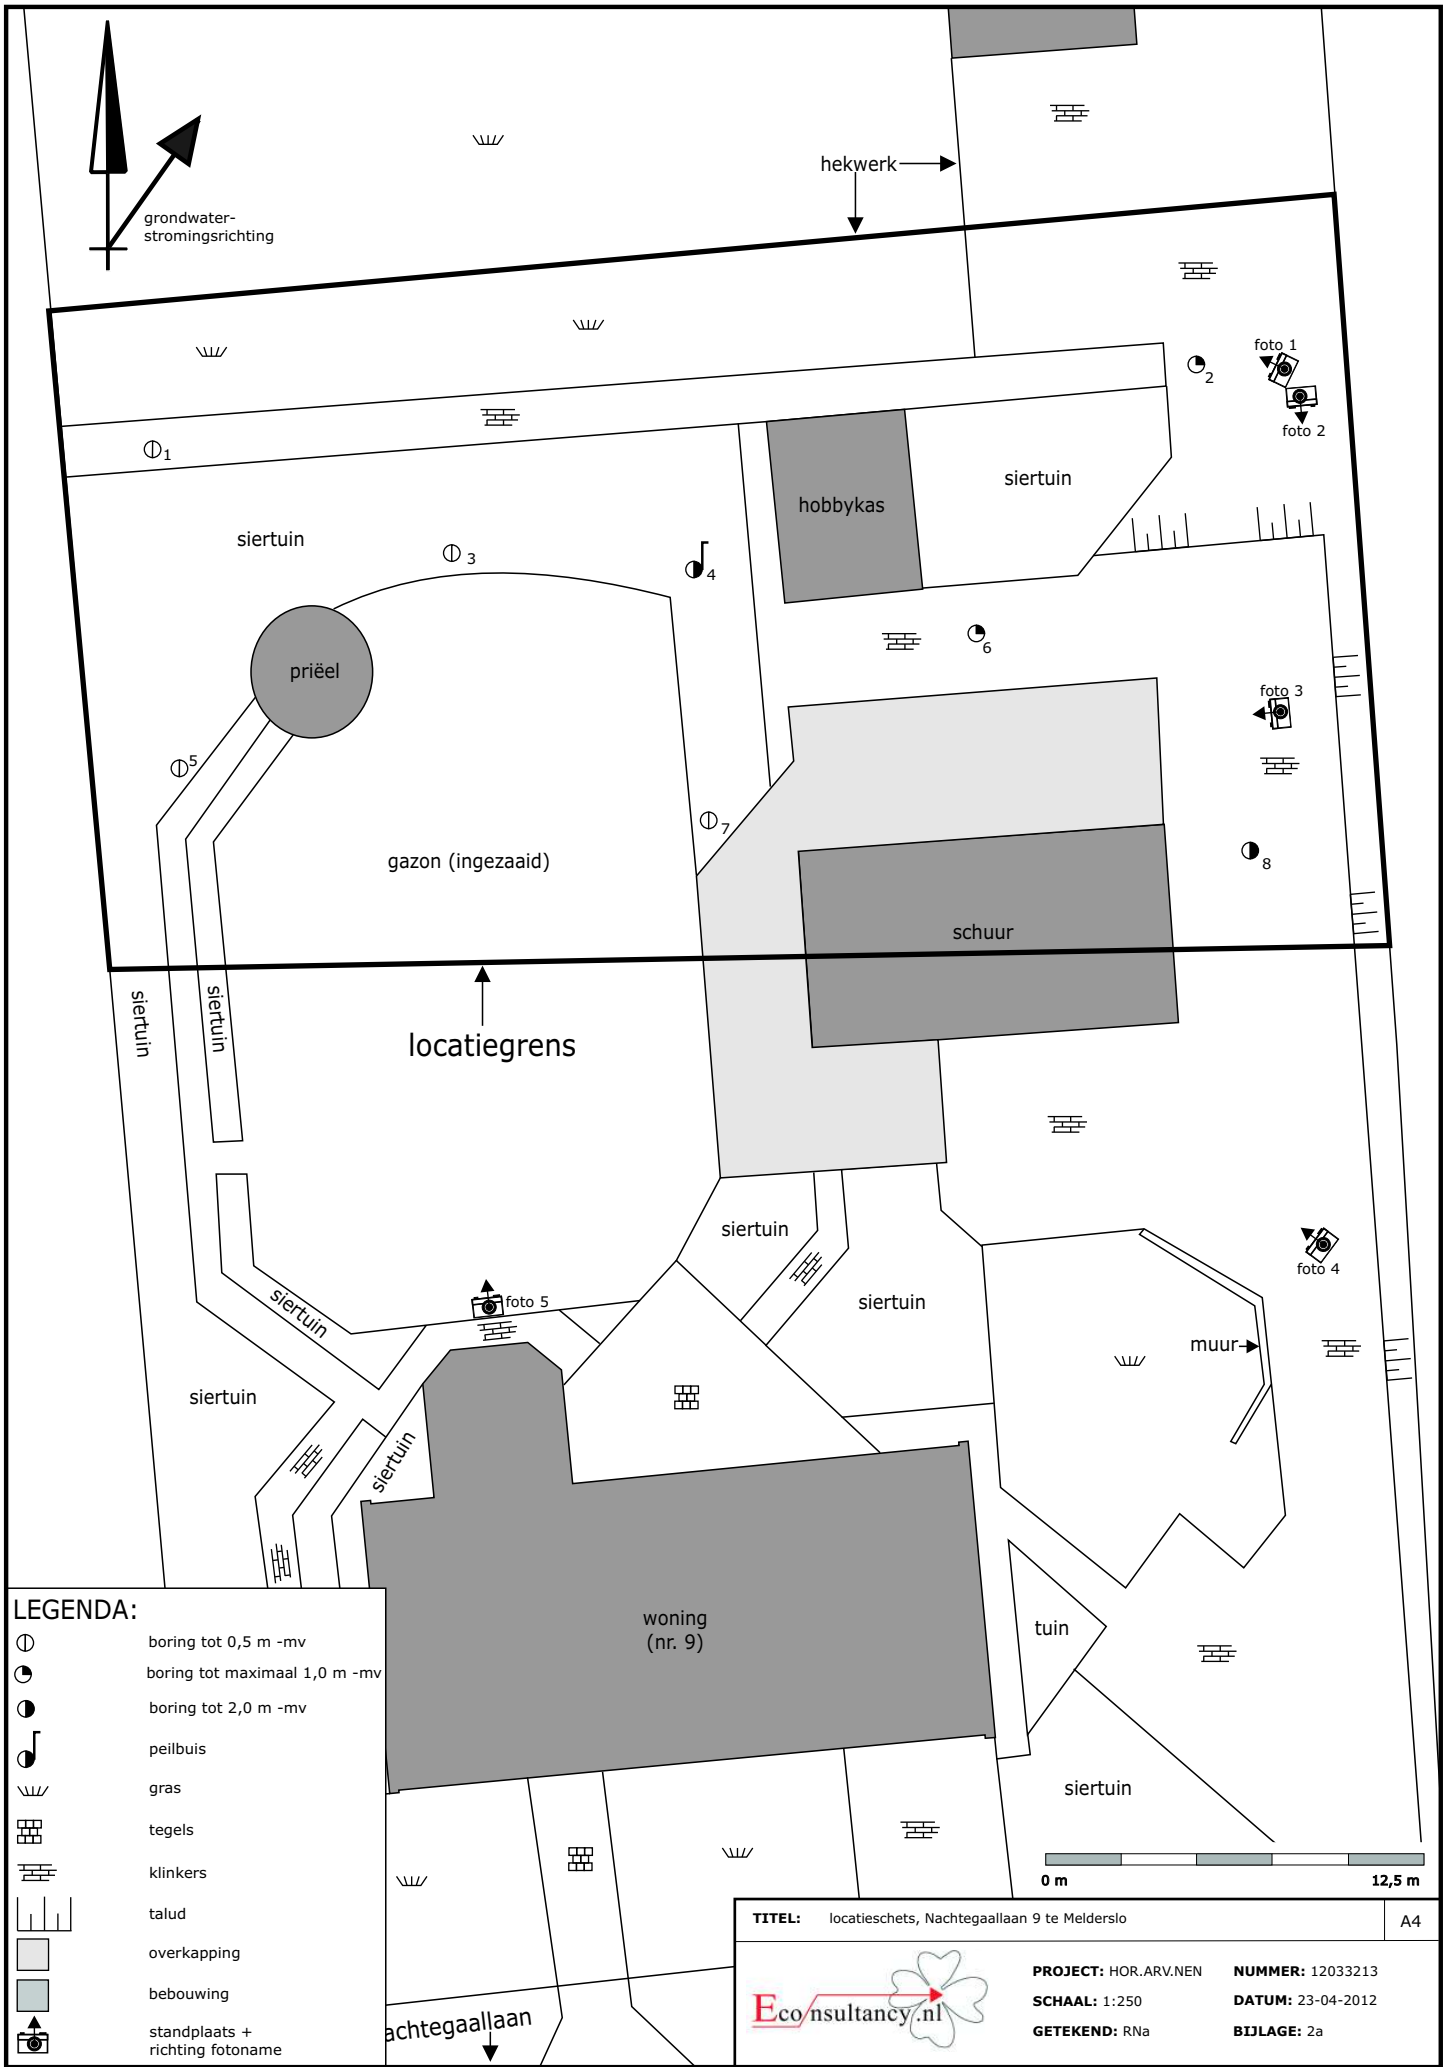 hekwerk
grondwater-
stromingsrichting
foto 1
2
foto 2
1
siertuin
hobbykas
siertuin
3
4
6
priëel
foto 3
5
7
8
gazon (ingezaaid)
schuur
siertuin
siertuin
locatiegrens
siertuin
foto 4
siertuin
foto 5
siertuin
muur
siertuin
siertuin
woning
(nr. 9)
tuin
siertuin
LEGENDA:
boring tot 0,5 m -mv
boring tot maximaal 1,0 m -mv
boring tot 2,0 m -mv
peilbuis
gras
tegels
klinkers
talud
overkapping
bebouwing
standplaats +
richting fotoname
achtegaallaan
0 m 12,5 m
TITEL: locatieschets, Nachtegaallaan 9 te Melderslo A4
Econsultancy.nl
PROJECT: HOR.ARV.NEN NUMMER: 12033213
SCHAAL: 1:250 DATUM: 23-04-2012
GETEKEND: RNa BIJLAGE: 2a